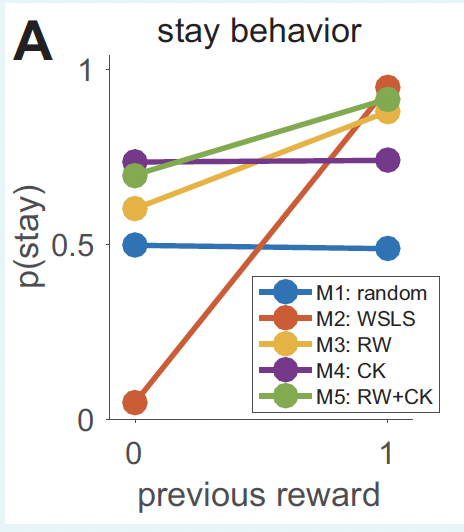 A
stay behavior
1
p(stay)
0.5
M1: random
M2: WSLS
M3: RW
M4: CK
M5: RW+CK
0
0
1
previous reward